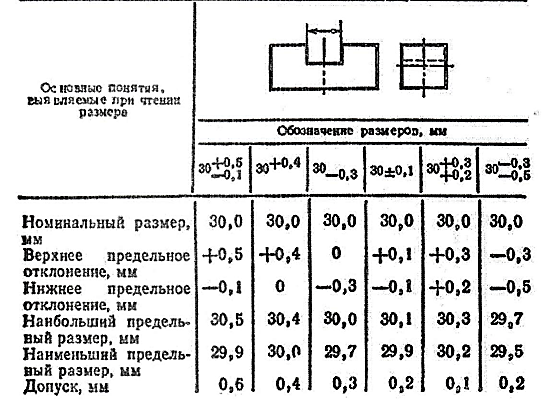 Основные понятия,
выявляемые при чтении
размера
Обозначение размеров, мм
30+0,5 −0,1 30+0,4 30−0,3 30±0,1 30+0,3 +0,2 30−0,3 −0,5
Номинальный размер, 30,0 30,0 30,0 30,0 30,0 30,0
мм
Верхнее предельное +0,5 +0,4 0 +0,1 +0,3 −0,3
отклонение, мм
Нижнее предельное −0,1 0 −0,3 −0,1 +0,2 −0,5
отклонение, мм
Наибольший предель- 30,5 30,4 30,0 30,1 30,3 29,7
ный размер, мм
Наименьший предель- 29,9 30,0 29,7 29,9 30,2 29,5
ный размер, мм
Допуск, мм 0,6 0,4 0,3 0,2 0,1 0,2